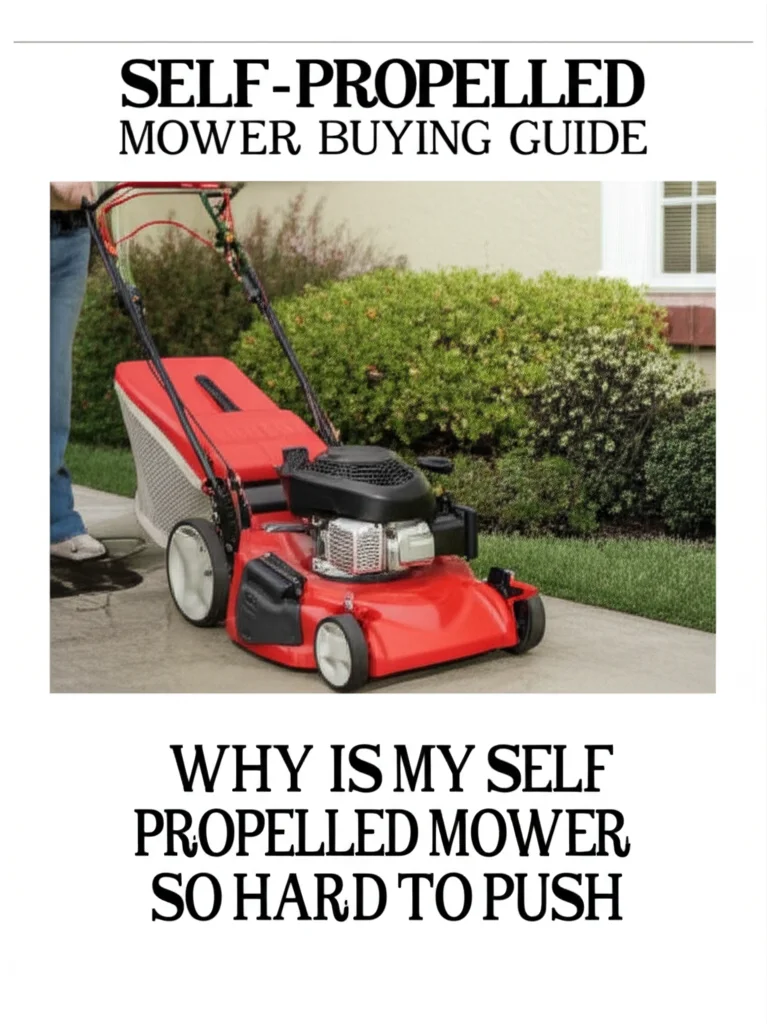 SELF-PROPELLED
MOWER BUYING GUIDE
WHY IS MY SELF
PROPELLED MOWER
SO HARD TO PUSH